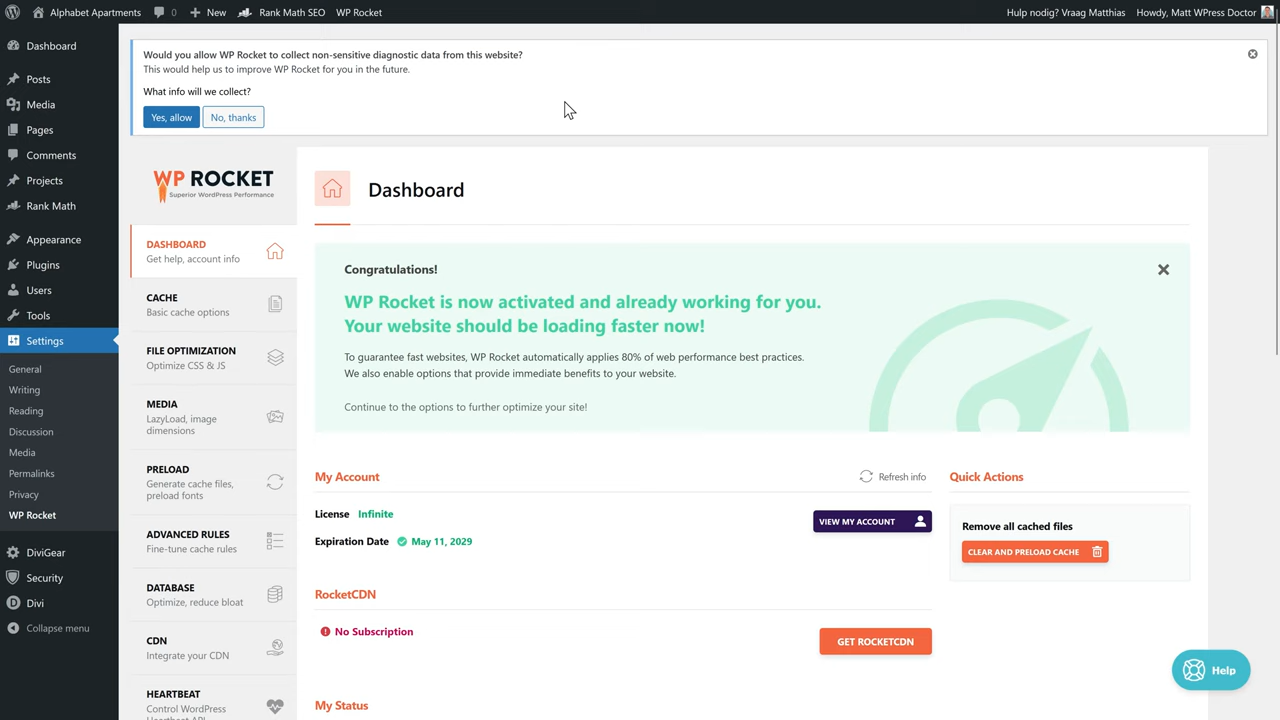 Alphabet Apartments
0
New
Rank Math SEO
WP Rocket
Hulp nodig? Vraag Matthias
Howdy, Matt WPress Doctor
Dashboard
Posts
Media
Pages
Comments
Projects
Rank Math
Appearance
Plugins
Users
Tools
Settings
General
Writing
Reading
Discussion
Media
Permalinks
Privacy
WP Rocket
DiviGear
Security
Divi
Collapse menu
Would you allow WP Rocket to collect non-sensitive diagnostic data from this website?
This would help us to improve WP Rocket for you in the future.
What info will we collect?
Yes, allow
No, thanks
WP ROCKET
Superior WordPress Performance
DASHBOARD
Get help, account info
CACHE
Basic cache options
FILE OPTIMIZATION
Optimize CSS & JS
MEDIA
LazyLoad, image
dimensions
PRELOAD
Generate cache files,
preload fonts
ADVANCED RULES
Fine-tune cache rules
DATABASE
Optimize, reduce bloat
CDN
Integrate your CDN
HEARTBEAT
Control WordPress
Heartbeat API
Dashboard
Congratulations!
WP Rocket is now activated and already working for you.
Your website should be loading faster now!
To guarantee fast websites, WP Rocket automatically applies 80% of web performance best practices.
We also enable options that provide immediate benefits to your website.
Continue to the options to further optimize your site!
My Account
Refresh info
License Infinite
VIEW MY ACCOUNT
Expiration Date May 11, 2029
RocketCDN
No Subscription
GET ROCKETCDN
My Status
Quick Actions
Remove all cached files
CLEAR AND PRELOAD CACHE
Help